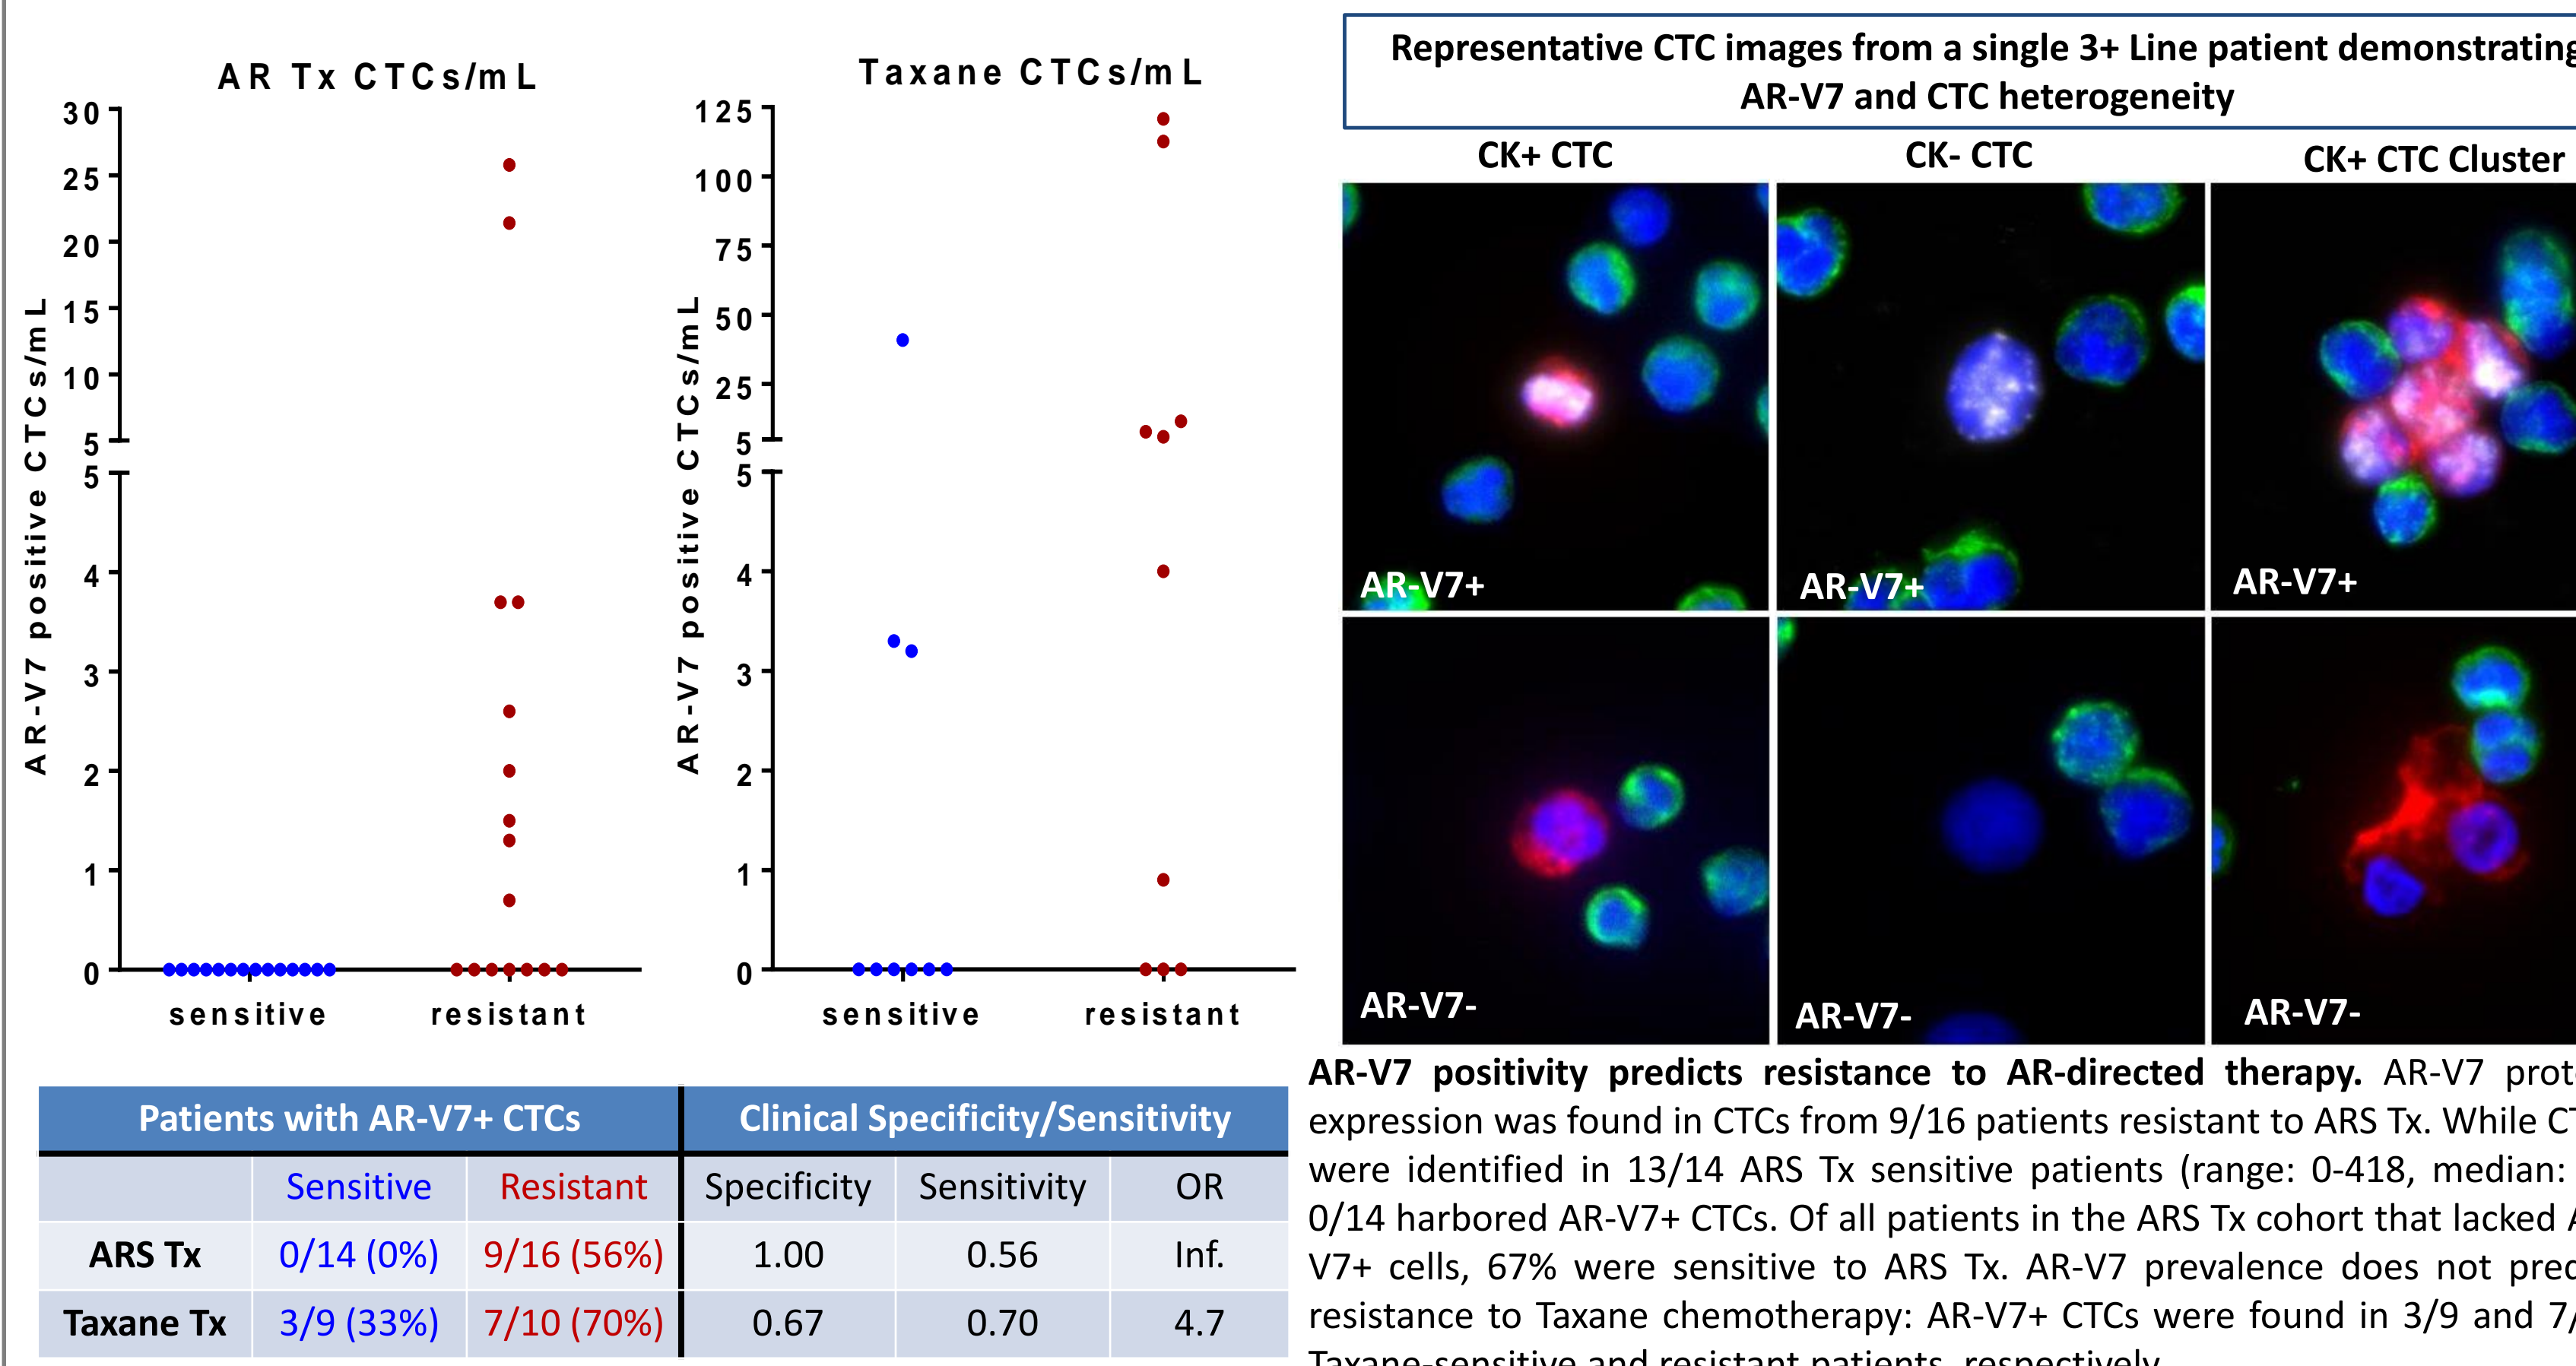 AR Tx CTCs/mL
AR-V7 positive CTCs/mL
30
25
20
15
10
5
5
4
3
2
1
0
sensitive resistant
Taxane CTCs/mL
AR-V7 positive CTCs/mL
125
100
75
50
25
5
5
4
3
2
1
0
sensitive resistant
Patients with AR-V7+ CTCs Clinical Specificity/Sensitivity
Sensitive Resistant Specificity Sensitivity OR
ARS Tx 0/14 (0%) 9/16 (56%) 1.00 0.56 Inf.
Taxane Tx 3/9 (33%) 7/10 (70%) 0.67 0.70 4.7
Representative CTC images from a single 3+ Line patient demonstrating
AR-V7 and CTC heterogeneity
CK+ CTC CK- CTC CK+ CTC Cluster
AR-V7+ AR-V7+ AR-V7+
AR-V7- AR-V7- AR-V7-
AR-V7 positivity predicts resistance to AR-directed therapy. AR-V7
expression was found in CTCs from 9/16 patients resistant to ARS Tx. While
were identified in 13/14 ARS Tx sensitive patients (range: 0-418, median:
0/14 harbored AR-V7+ CTCs. Of all patients in the ARS Tx cohort that lacked
V7+ cells, 67% were sensitive to ARS Tx. AR-V7 prevalence does not
resistance to Taxane chemotherapy: AR-V7+ CTCs were found in 3/9 and
Taxane-sensitive and resistant patients, respectively.